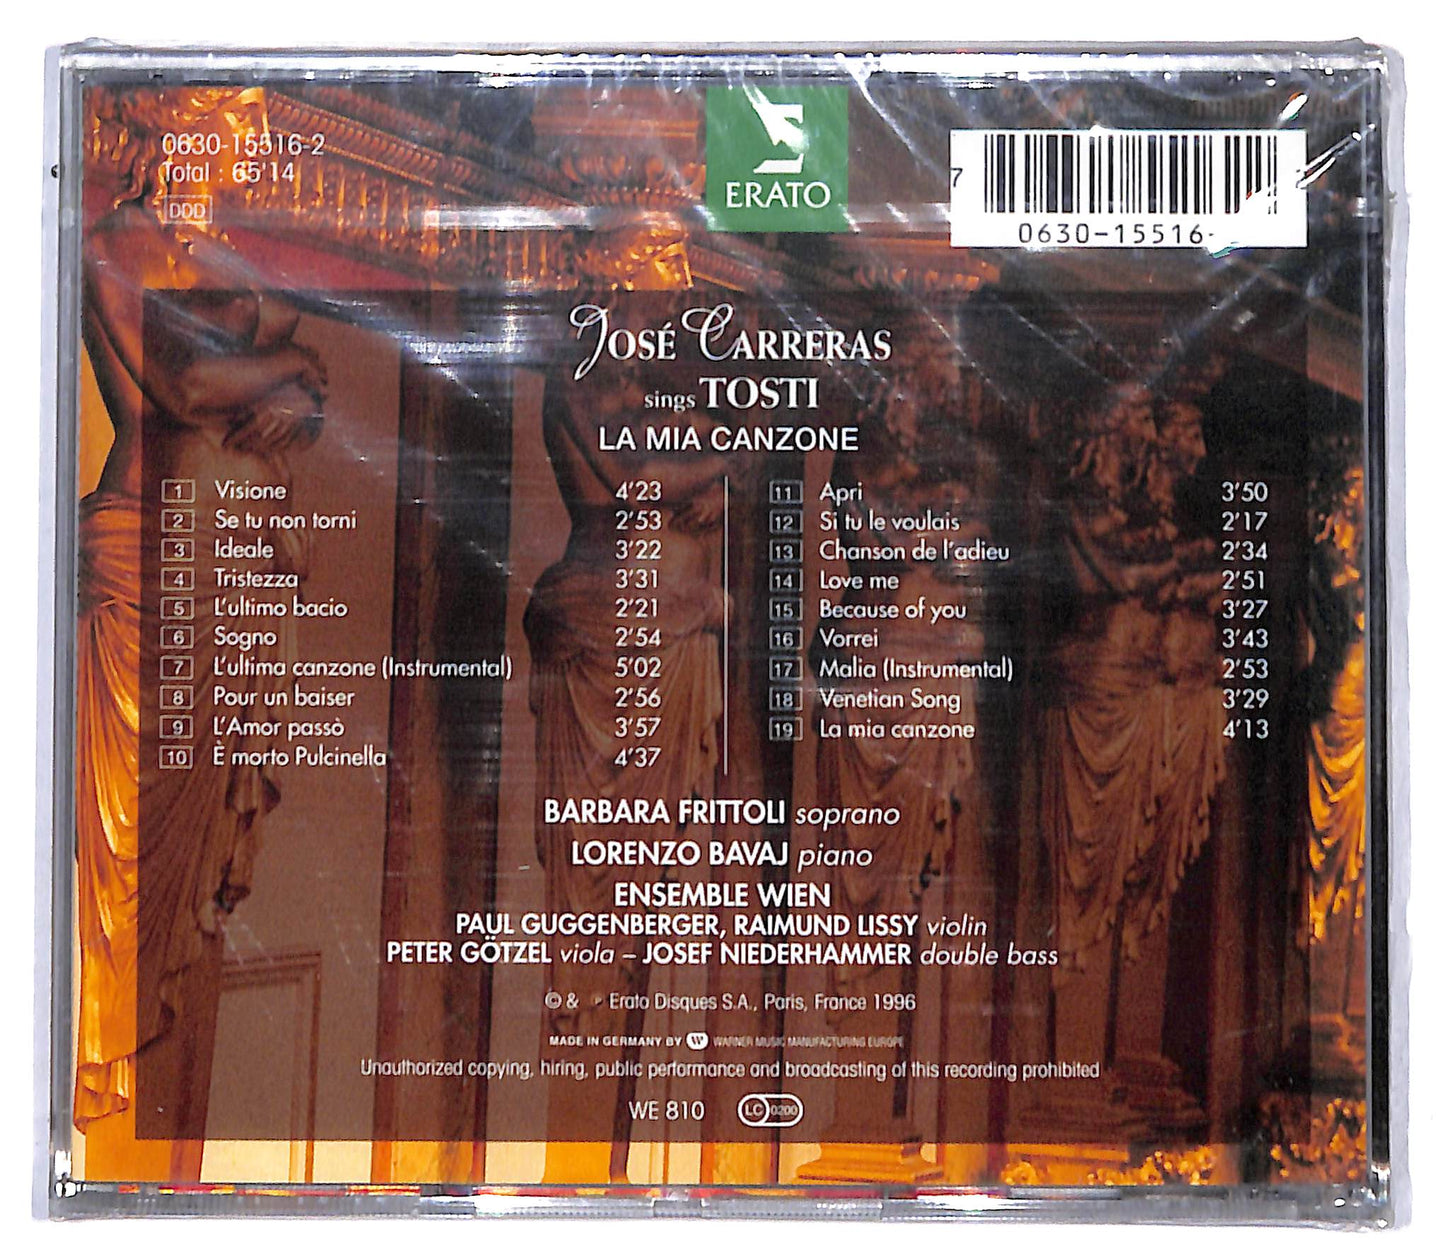 0630-15516-2
Total : 65'14
DDD
ERATO
7
0630-15516-
José Carreras
sings TOSTI
LA MIA CANZONE
1 Visione 4'23
2 Se tu non torni 2'53
3 Ideale 3'22
4 Tristezza 3'31
5 L'ultimo bacio 2'21
6 Sogno 2'54
7 L'ultima canzone (Instrumental) 5'02
8 Pour un baiser 2'56
9 L'Amor passò 3'57
10 È morto Pulcinella 4'37
11 Apri 3'50
12 Si tu le voulais 2'17
13 Chanson de l'adieu 2'34
14 Love me 2'51
15 Because of you 3'27
16 Vorrei 3'43
17 Malia (Instrumental) 2'53
18 Venetian Song 3'29
19 La mia canzone 4'13
BARBARA FRITTOLI soprano
LORENZO BAVAJ piano
ENSEMBLE WIEN
PAUL GUGGENBERGER, RAIMUND LISSY violin
PETER GÖTZEL viola – JOSEF NIEDERHAMMER double bass
© & ℗ Erato Disques S.A., Paris, France 1996
MADE IN GERMANY BY WARNER MUSIC MANUFACTURING EUROPE
Unauthorized copying, hiring, public performance and broadcasting of this recording prohibited
WE 810 LC 0200